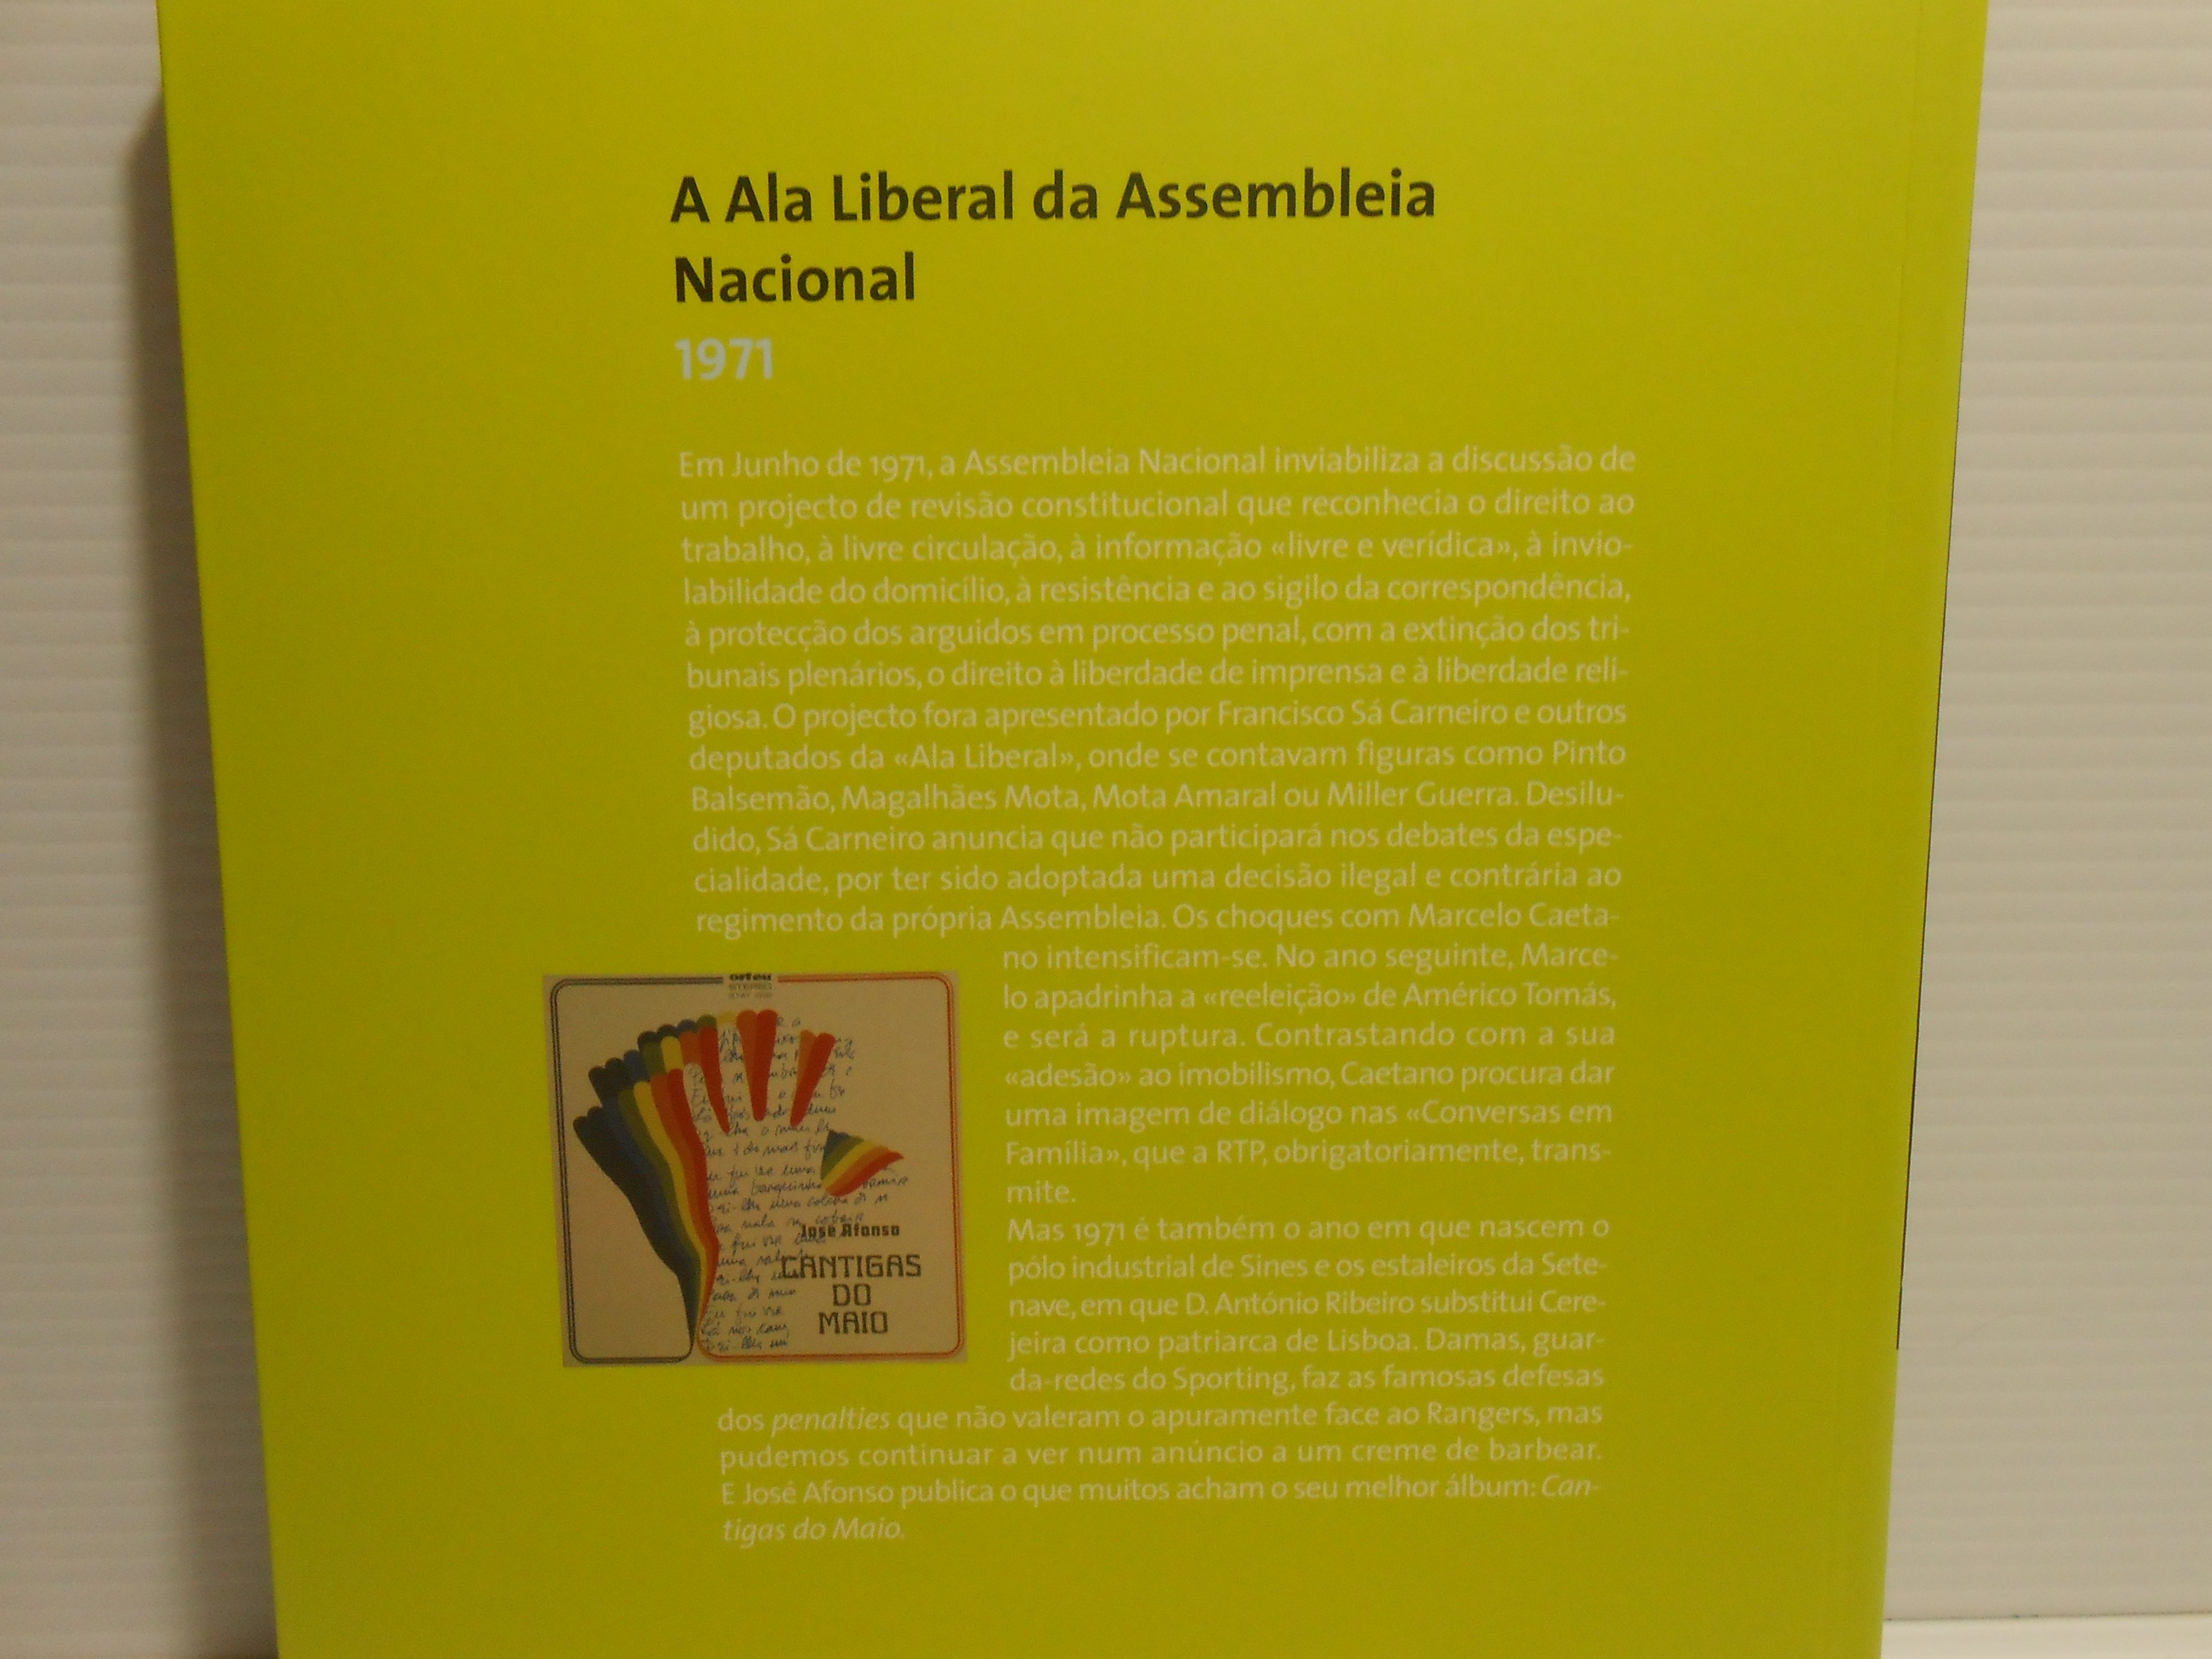 A Ala Liberal da Assembleia
Nacional
1971
Em Junho de 1971, a Assembleia Nacional inviabiliza a discussão de
um projecto de revisão constitucional que reconhecia o direito ao
trabalho, à livre circulação, à informação «livre e verídica», à invio-
labilidade do domicílio, à resistência e ao sigilo da correspondência,
à protecção dos arguidos em processo penal, com a extinção dos tri-
bunais plenários, o direito à liberdade de imprensa e à liberdade reli-
giosa. O projecto fora apresentado por Francisco Sá Carneiro e outros
deputados da «Ala Liberal», onde se contavam figuras como Pinto
Balsemão, Magalhães Mota, Mota Amaral ou Miller Guerra. Desilu-
dido, Sá Carneiro anuncia que não participará nos debates da espe-
cialidade, por ter sido adoptada uma decisão ilegal e contrária ao
regimento da própria Assembleia. Os choques com Marcelo Caeta-
no intensificam-se. No ano seguinte, Marce-
lo apadrinha a «reeleição» de Américo Tomás,
e será a ruptura. Contrastando com a sua
«adesão» ao imobilismo, Caetano procura dar
uma imagem de diálogo nas «Conversas em
Família», que a RTP, obrigatoriamente, trans-
mite.
Mas 1971 é também o ano em que nascem o
pólo industrial de Sines e os estaleiros da Sete-
nave, em que D. António Ribeiro substitui Cere-
jeira como patriarca de Lisboa. Damas, guar-
da-redes do Sporting, faz as famosas defesas
dos penalties que não valeram o apuramente face ao Rangers, mas
pudemos continuar a ver num anúncio a um creme de barbear.
E José Afonso publica o que muitos acham o seu melhor álbum: Can-
tigas do Maio.
orfeu
STEREO
José Afonso
CANTIGAS
DO
MAIO